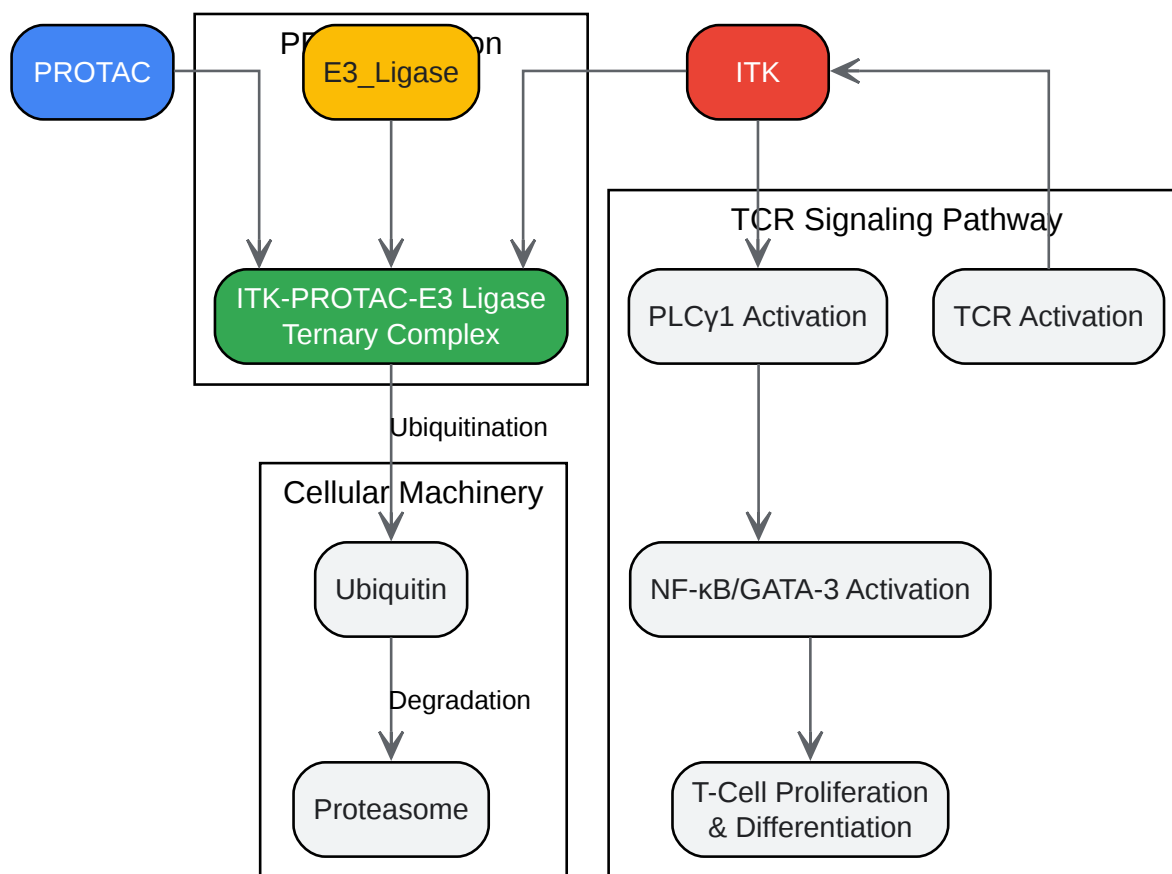 PROTAC
E3_Ligase
ITK
TCR Signaling Pathway
ITK-PROTAC-E3 Ligase
Ternary Complex
PLCγ1 Activation
TCR Activation
Ubiquitination
Cellular Machinery
Ubiquitin
NF-κB/GATA-3 Activation
Degradation
Proteasome
T-Cell Proliferation
& Differentiation